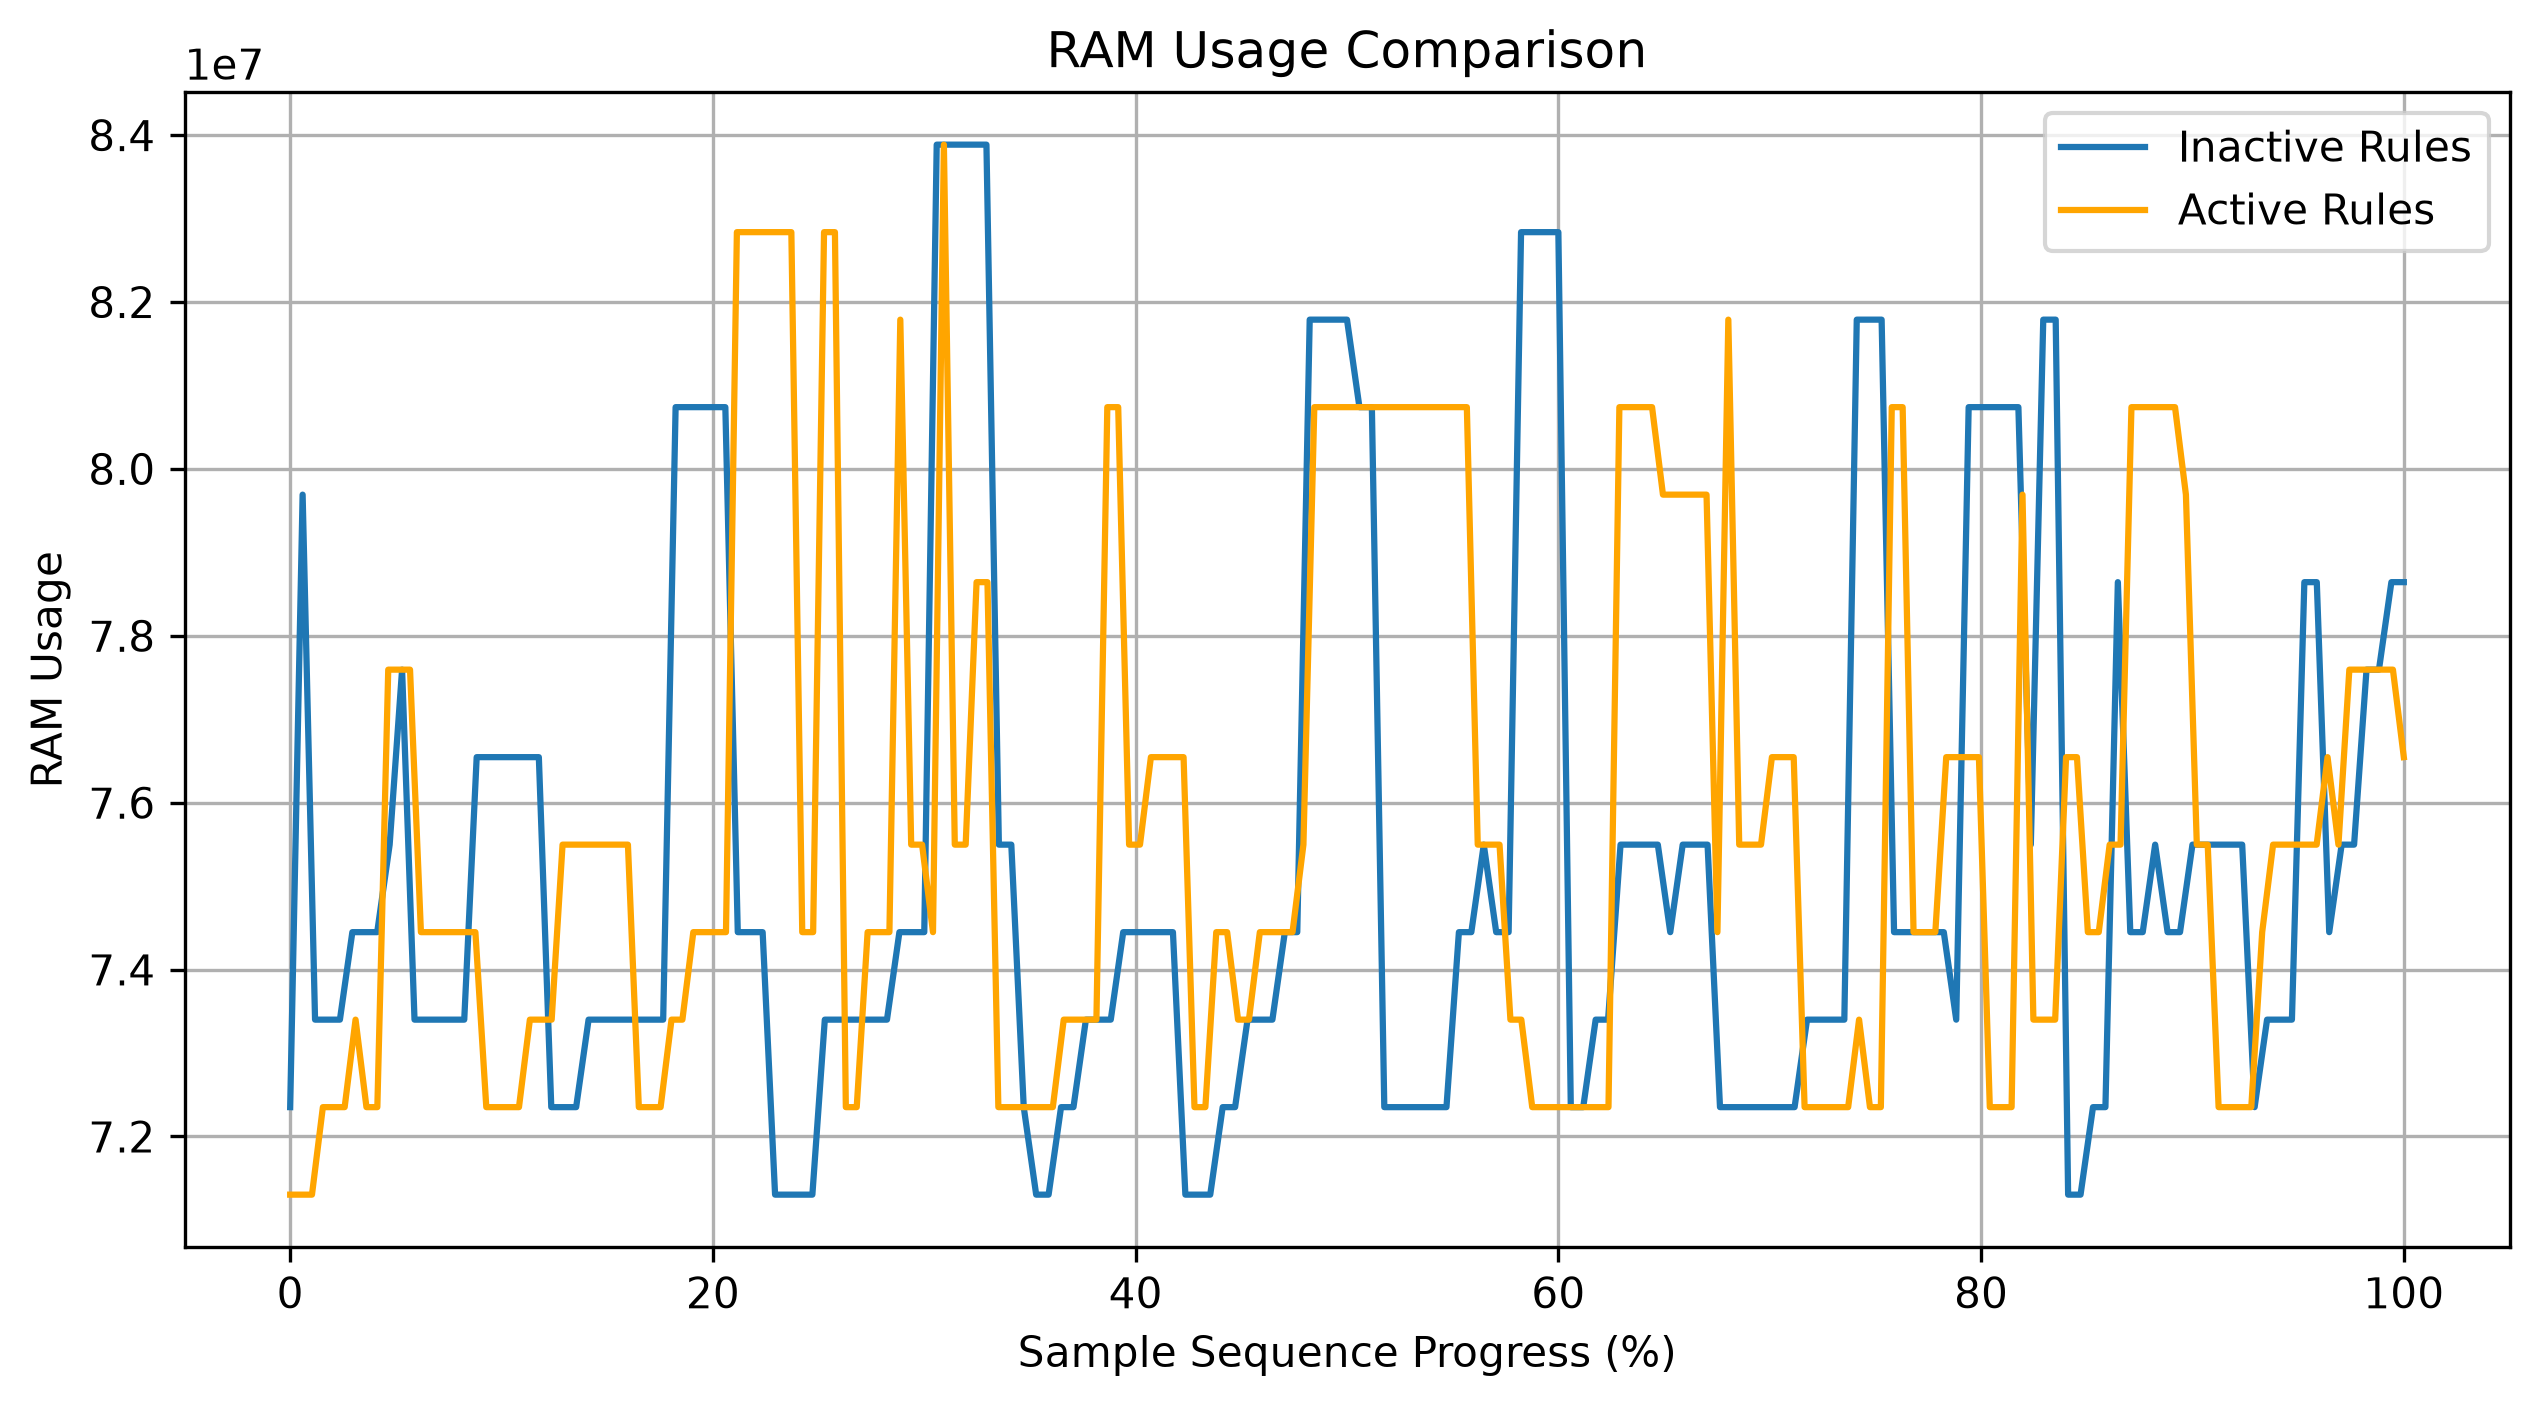 RAM Usage Comparison
1e7
8.4
8.2
8.0
7.8
7.6
7.4
7.2
RAM Usage
Inactive Rules
Active Rules
0 20 40 60 80 100
Sample Sequence Progress (%)